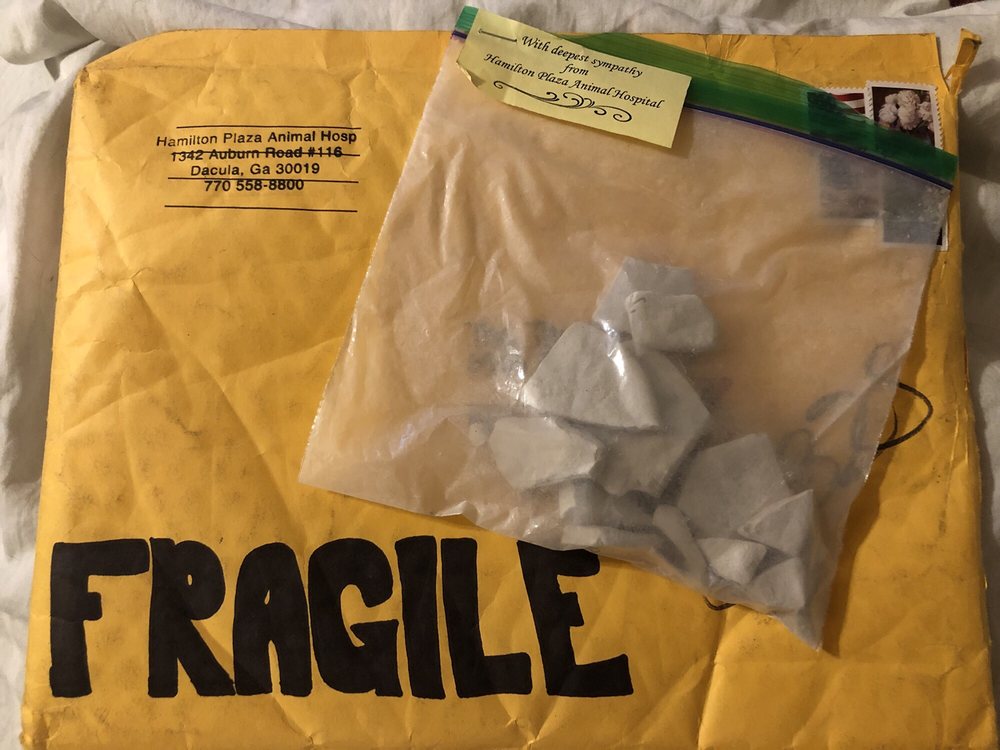 Hamilton Plaza Animal Hosp
1342 Auburn Road #116
Dacula, Ga 30019
770 558-8800
With deepest sympathy
from
Hamilton Plaza Animal Hospital
FRAGILE